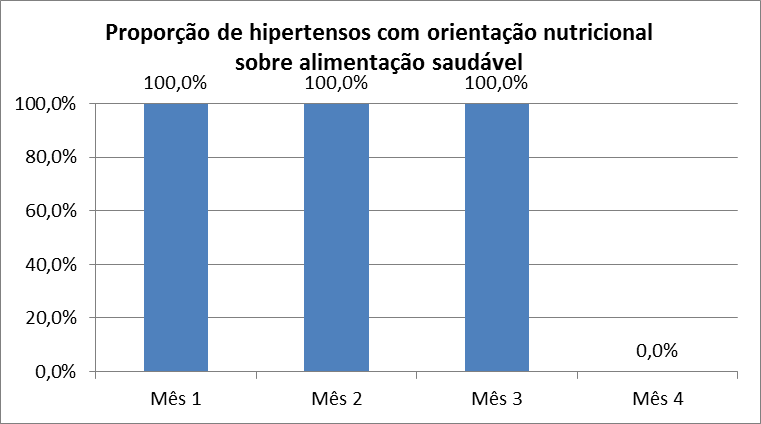 Proporção de hipertensos com orientação nutricional
sobre alimentação saudável
100,0% 100,0% 100,0%
100,0%
80,0%
60,0%
40,0%
20,0%
0,0%
0,0%
Mês 1 Mês 2 Mês 3 Mês 4